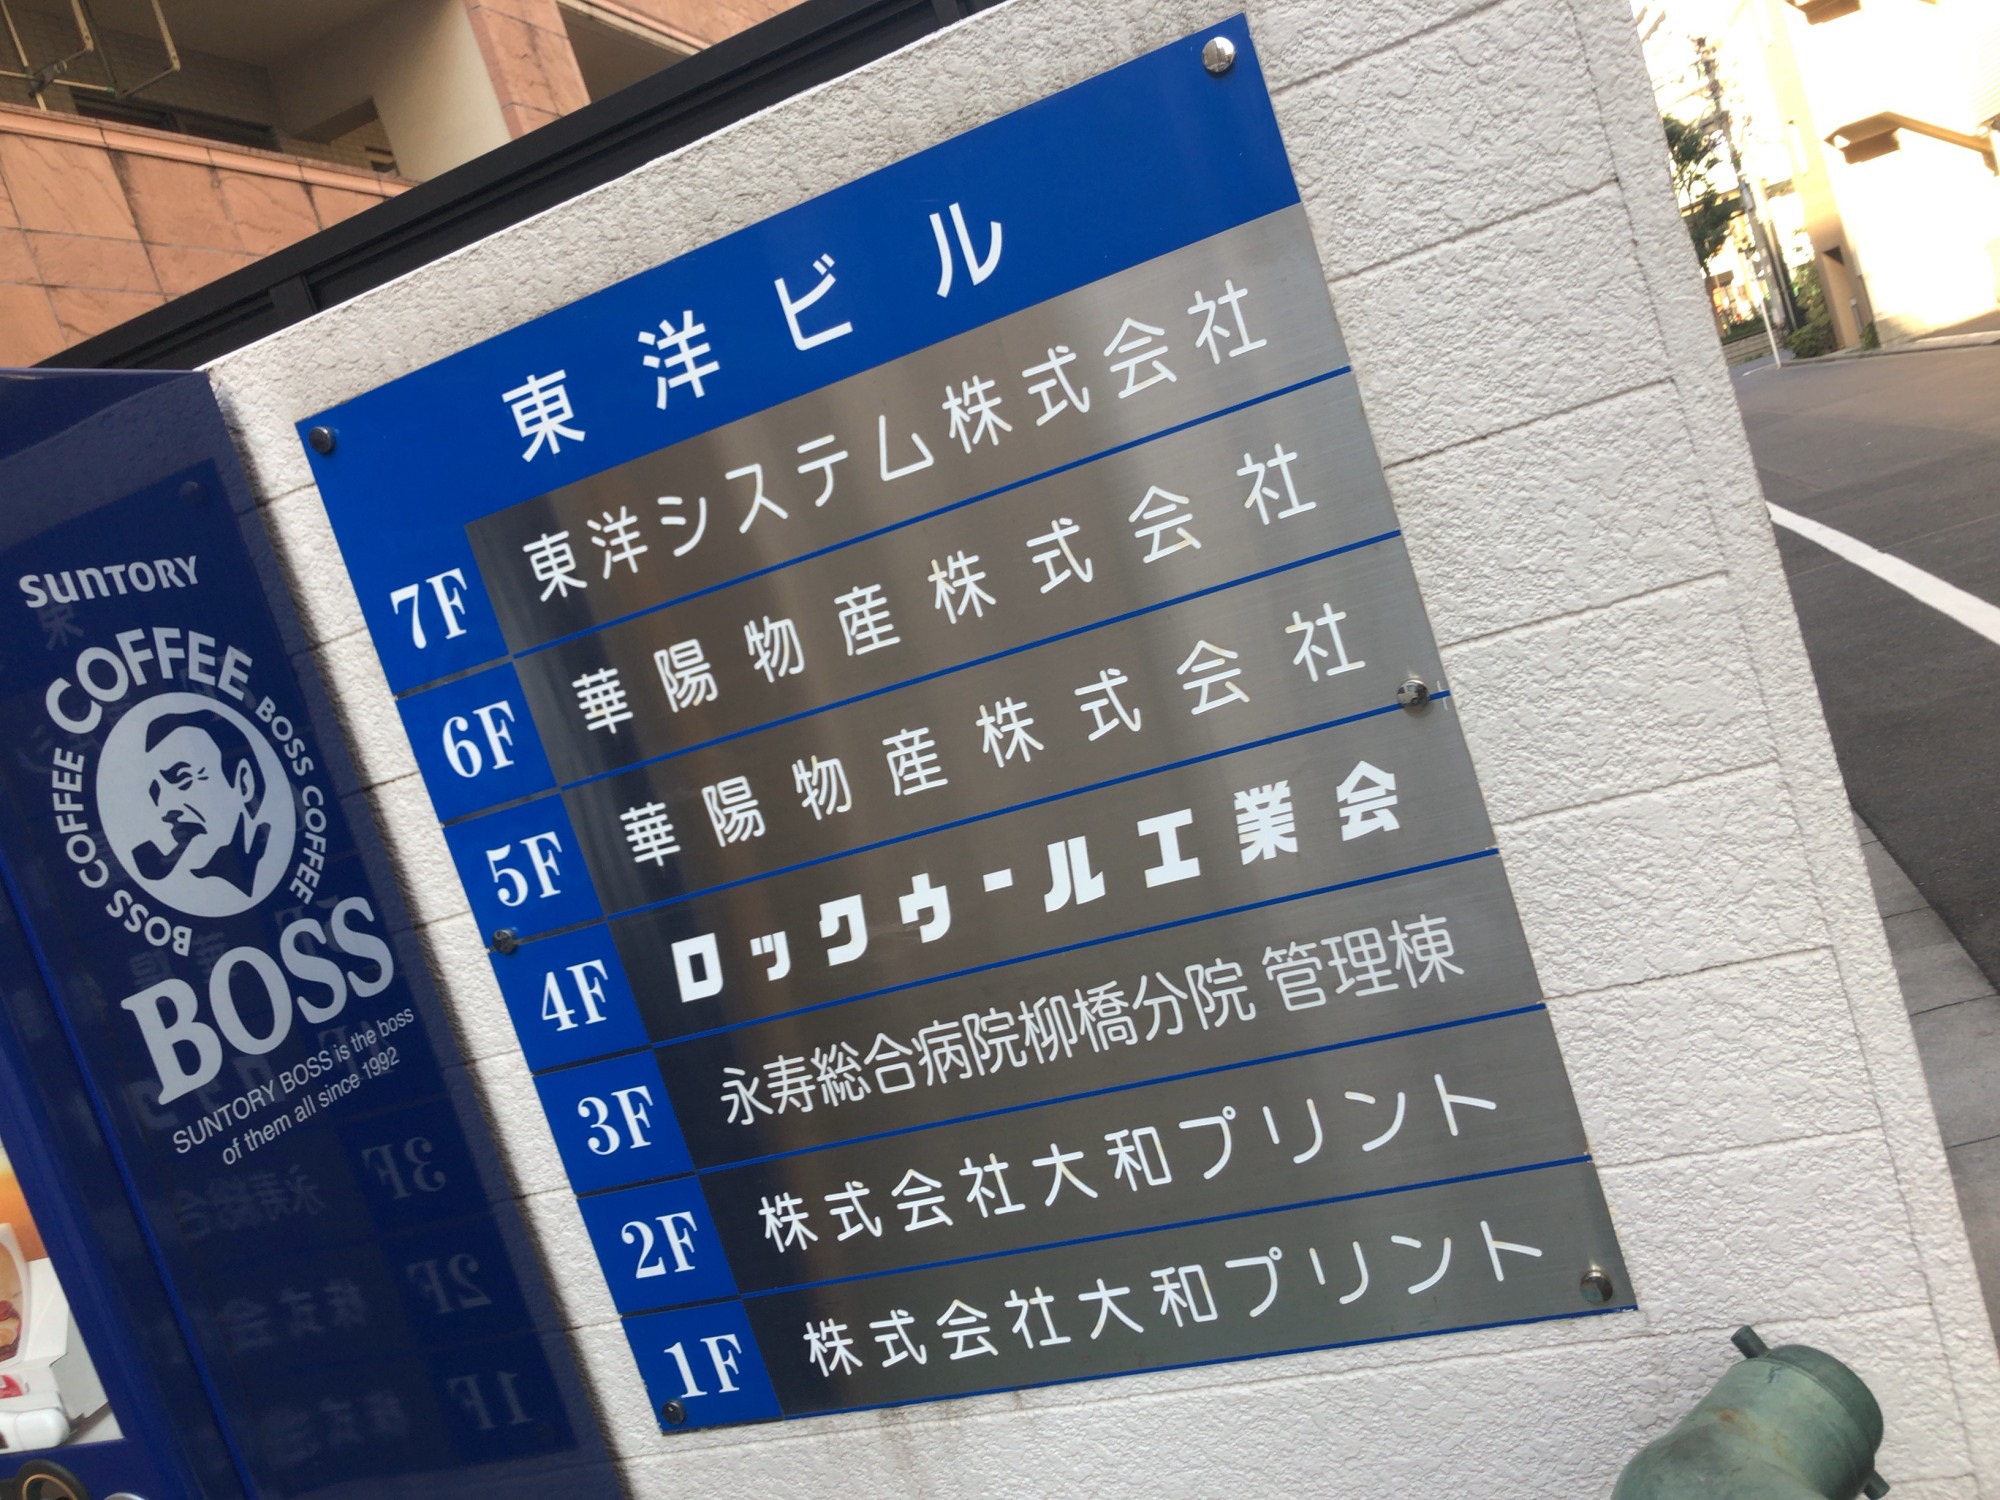 東洋ビル
7F 東洋システム株式会社
6F 華陽物産株式会社
5F 華陽物産株式会社
4F ロックウール工業会
3F 永寿総合病院柳橋分院 管理棟
2F 株式会社大和プリント
1F 株式会社大和プリント
SUNTORY
COFFEE
BOSS COFFEE
BOSS COFFEE
BOSS
SUNTORY BOSS is the boss
of them all since 1992